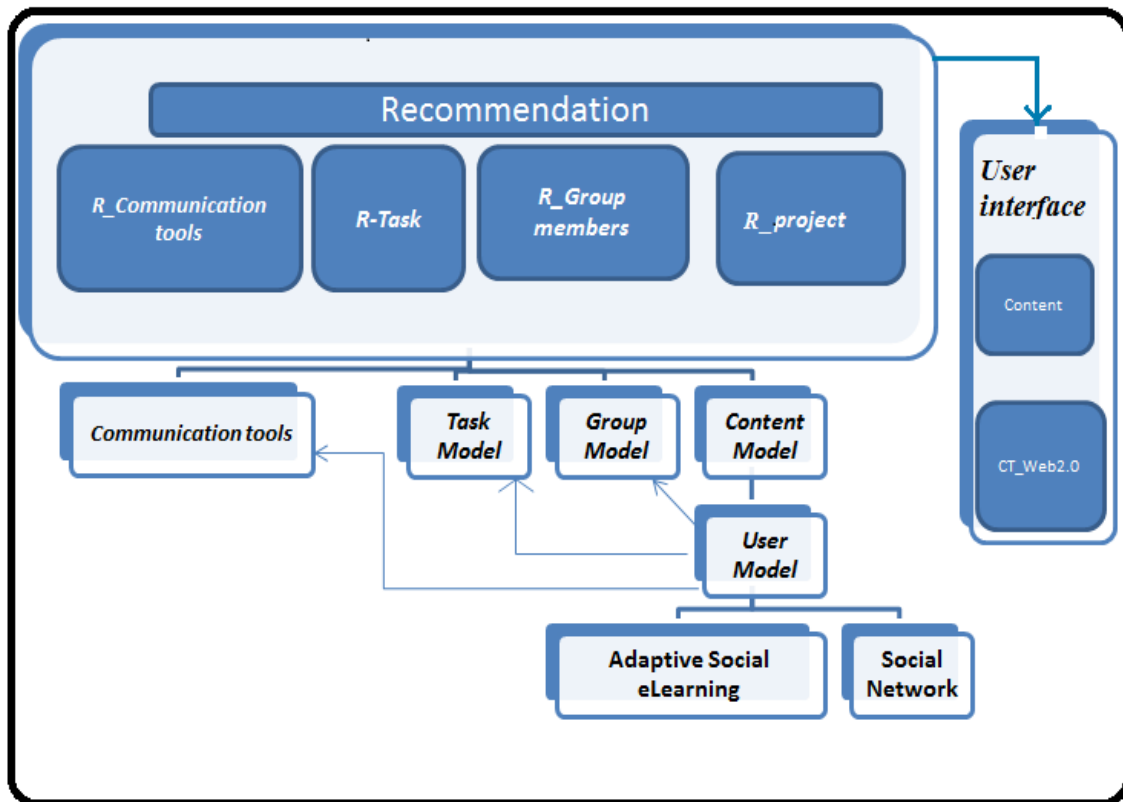 Recommendation
R_Communication
tools
R-Task
R_Group
members
R_project
User
interface
Content
CT_Web2.0
Communication tools
Task
Model
Group
Model
Content
Model
User
Model
Adaptive Social
eLearning
Social
Network